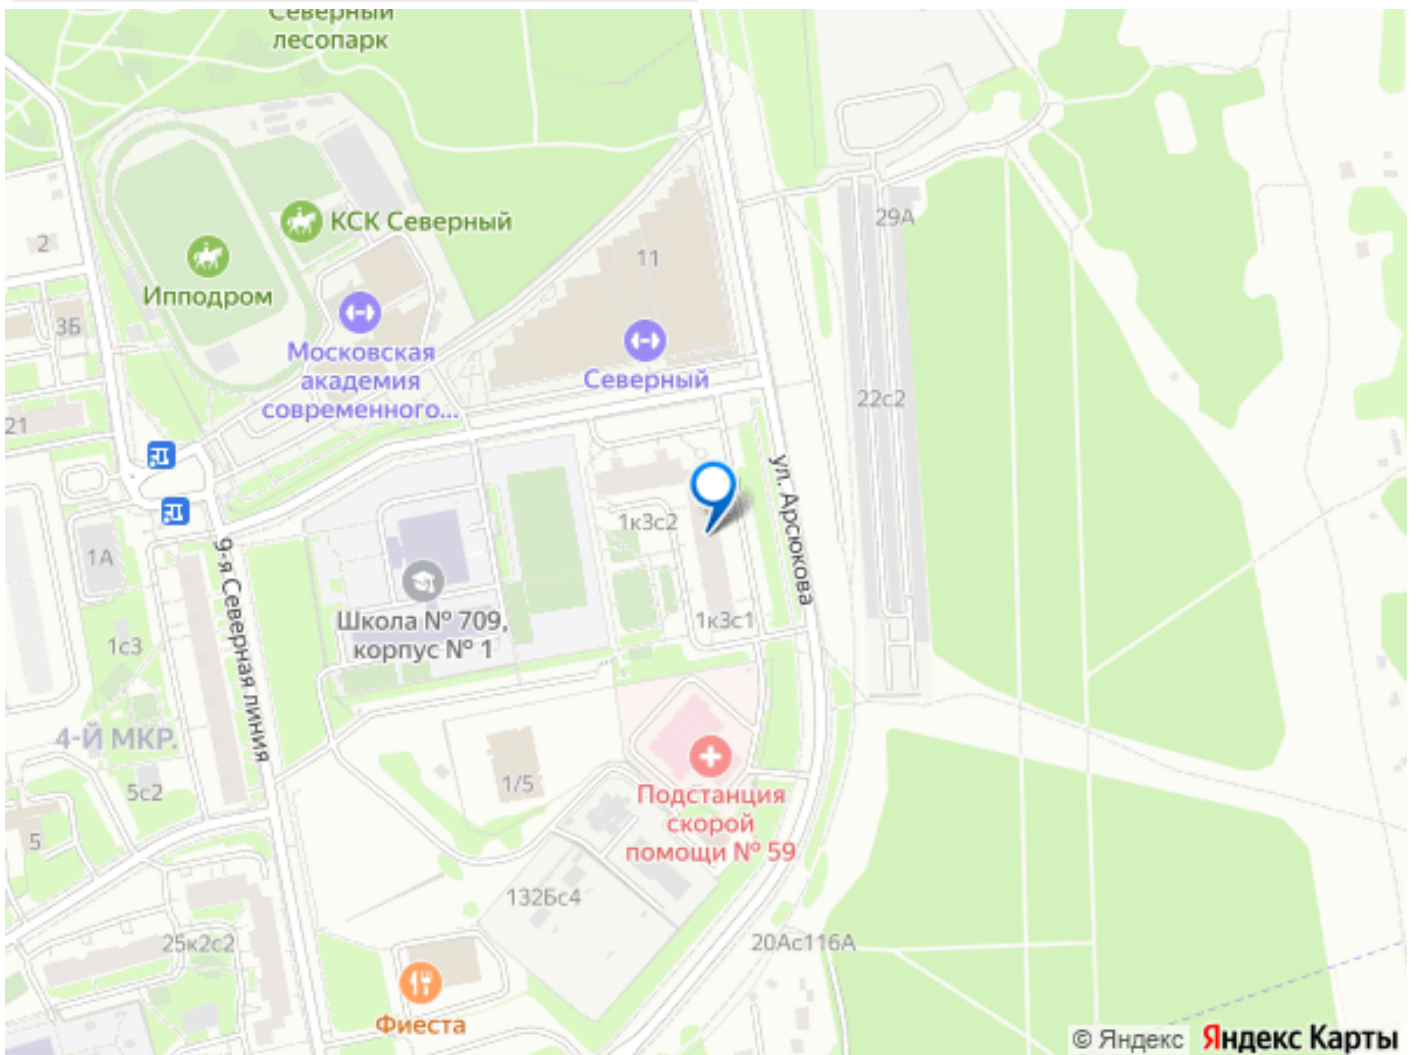 Северный
лесопарк
КСК Северный
2
Ипподром
29А
11
3Б
Московская
академия
современного...
Северный
22с2
21
ул. Арсюкова
1к3с2
1А
9-я Северная линия
Школа № 709,
корпус № 1
1к3с1
1с3
4-Й МКР.
5с2
1/5
Подстанция
скорой
помощи № 59
5
132Бс4
25к2с2
20Ас116А
Фиеста
© Яндекс Яндекс Карты